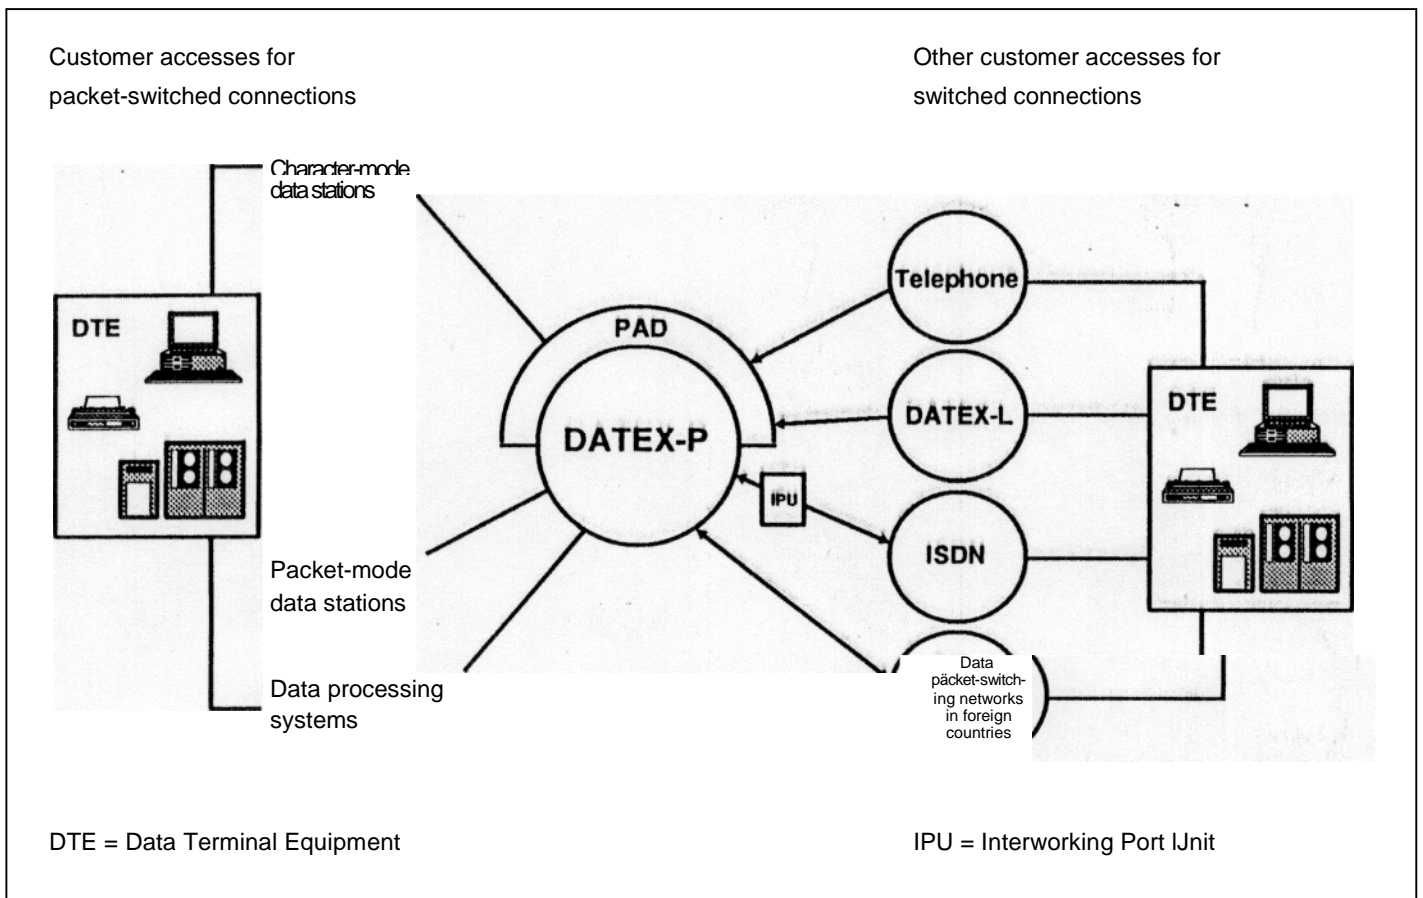 Customer accesses for
packet-switched connections
Other customer accesses for
switched connections
Character-mode
data stations
DTE
PAD
DATEX-P
Telephone
DATEX-L
IPU
ISDN
DTE
Packet-mode
data stations
Data processing
systems
Data
päcket-switch-
ing networks
in foreign
countries
DTE = Data Terminal Equipment
IPU = Interworking Port lJnit